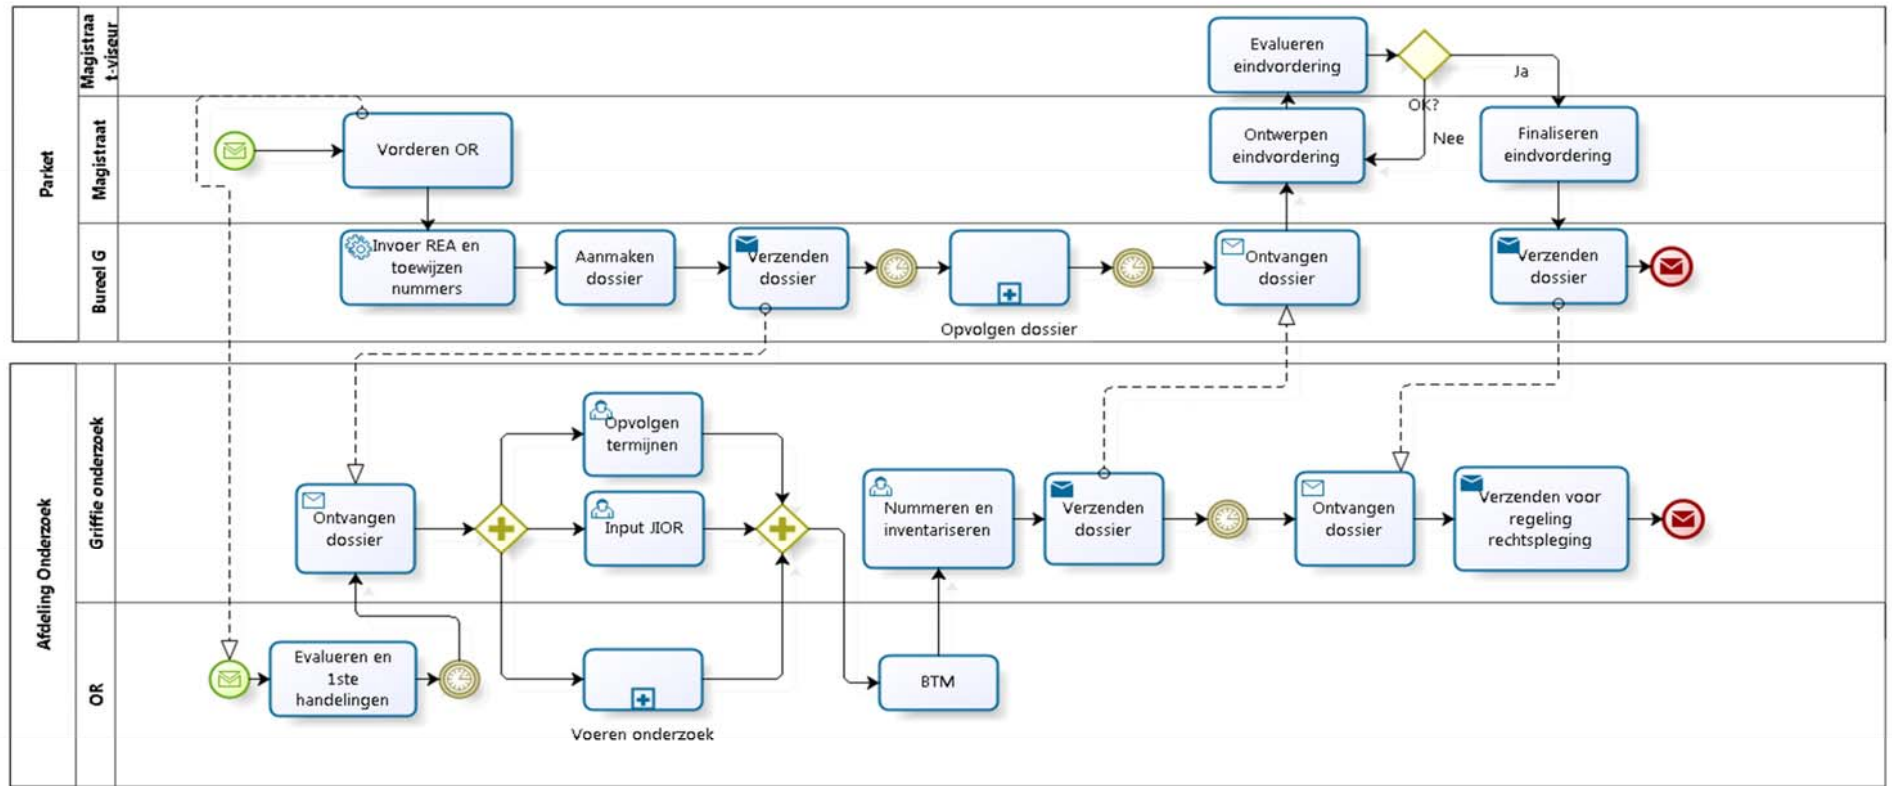 Parket
Magistraa
t-viseur
Evalueren
eindvordering
Ja
OK?
Nee
Magistraat
Vorderen OR
Ontwerpen
eindvordering
Finaliseren
eindvordering
Bureel G
Invoer REA en
toewijzen
nummers
Aanmaken
dossier
Verzenden
dossier
Opvolgen dossier
Ontvangen
dossier
Verzenden
dossier
Afdeling Onderzoek
Griffie onderzoek
Ontvangen
dossier
Opvolgen
termijnen
Input JIOR
Nummeren en
inventariseren
Verzenden
dossier
Ontvangen
dossier
Verzenden voor
regeling
rechtspleging
OR
Evalueren en
1ste
handelingen
Voeren onderzoek
BTM